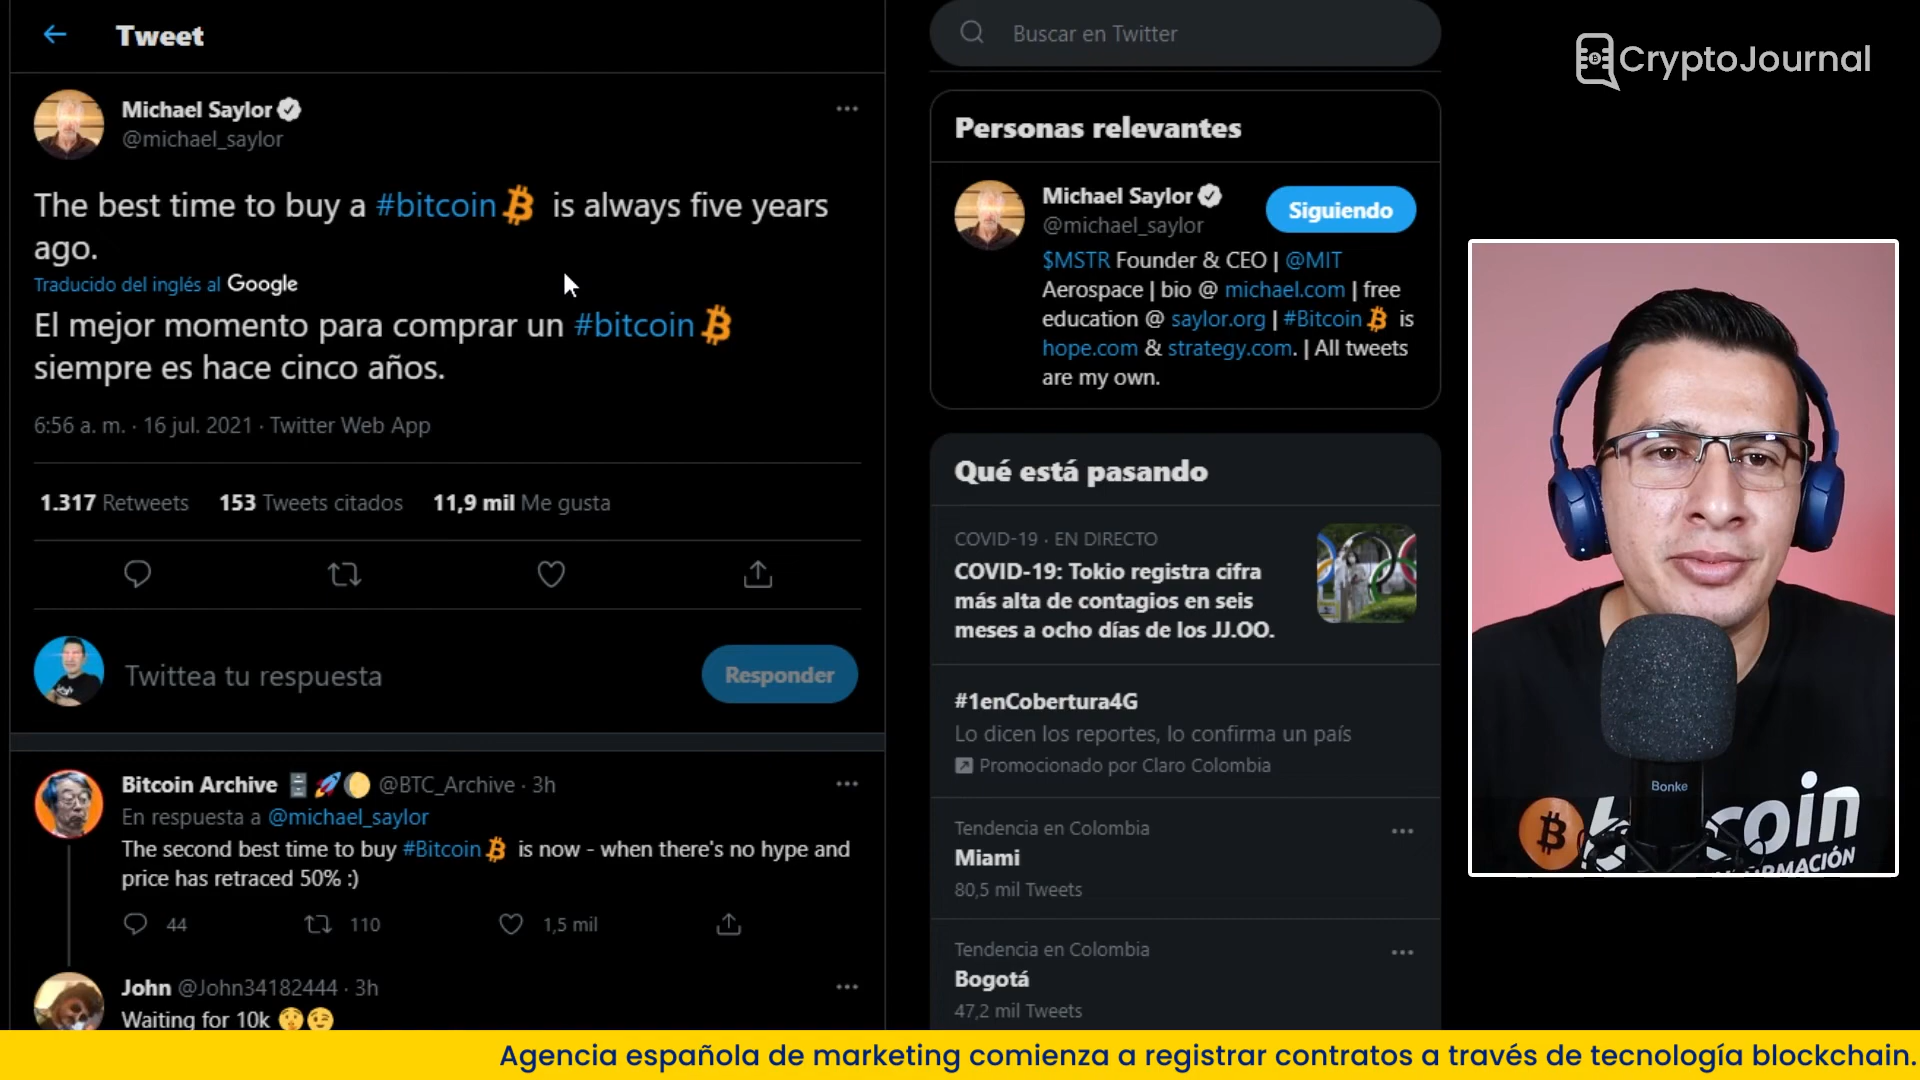 Tweet
Michael Saylor
@michael_saylor
The best time to buy a #bitcoin is always five years
ago.
Traducido del inglés al Google
El mejor momento para comprar un #bitcoin
siempre es hace cinco años.
6:56 a. m. · 16 jul. 2021 · Twitter Web App
1.317 Retweets 153 Tweets citados 11,9 mil Me gusta
Twittea tu respuesta
Responder
Bitcoin Archive @BTC_Archive · 3h
En respuesta a @michael_saylor
The second best time to buy #Bitcoin is now - when there's no hype and
price has retraced 50% :)
44 110 1,5 mil
John @John34182444 · 3h
Waiting for 10k
Buscar en Twitter
Personas relevantes
Michael Saylor
@michael_saylor
Siguiendo
$MSTR Founder & CEO | @MIT
Aerospace | bio @ michael.com | free
education @ saylor.org | #Bitcoin is
hope.com & strategy.com. | All tweets
are my own.
Qué está pasando
COVID-19 · EN DIRECTO
COVID-19: Tokio registra cifra
más alta de contagios en seis
meses a ocho días de los JJ.OO.
#1enCobertura4G
Lo dicen los reportes, lo confirma un país
Promocionado por Claro Colombia
Tendencia en Colombia
Miami
80,5 mil Tweets
Tendencia en Colombia
Bogotá
47,2 mil Tweets
CryptoJournal
Bonke
Agencia española de marketing comienza a registrar contratos a través de tecnología blockchain.